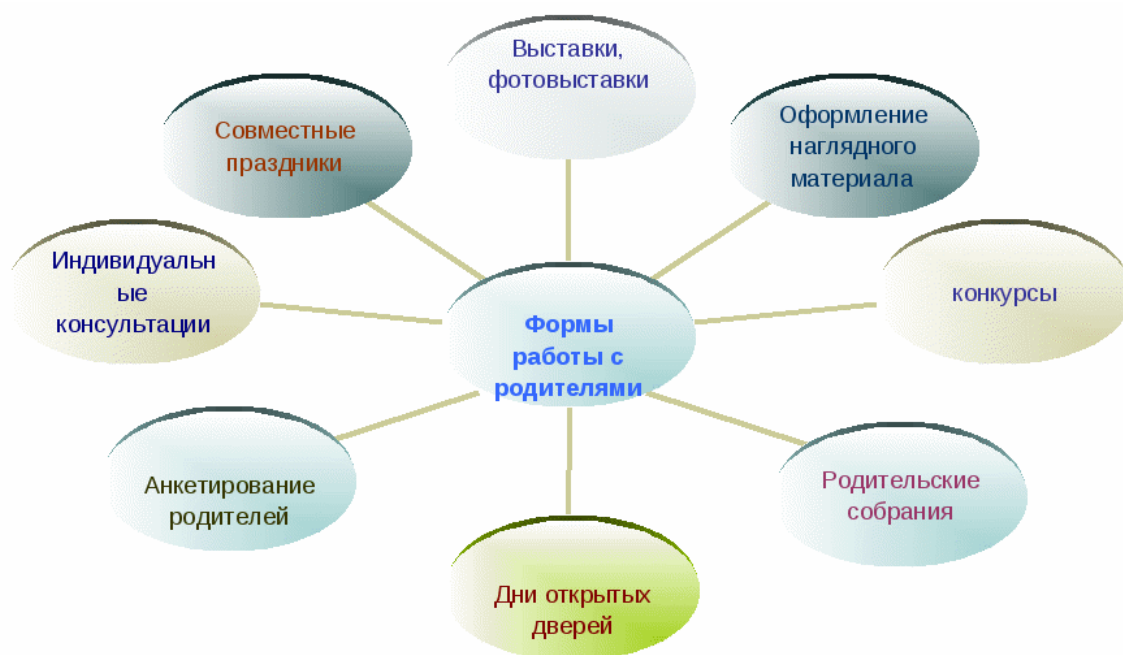 Выставки,
фотовыставки
Совместные
праздники
Оформление
наглядного
материала
Индивидуальн
ые
консультации
конкурсы
Формы
работы с
родителями
Анкетирование
родителей
Родительские
собрания
Дни открытых
дверей